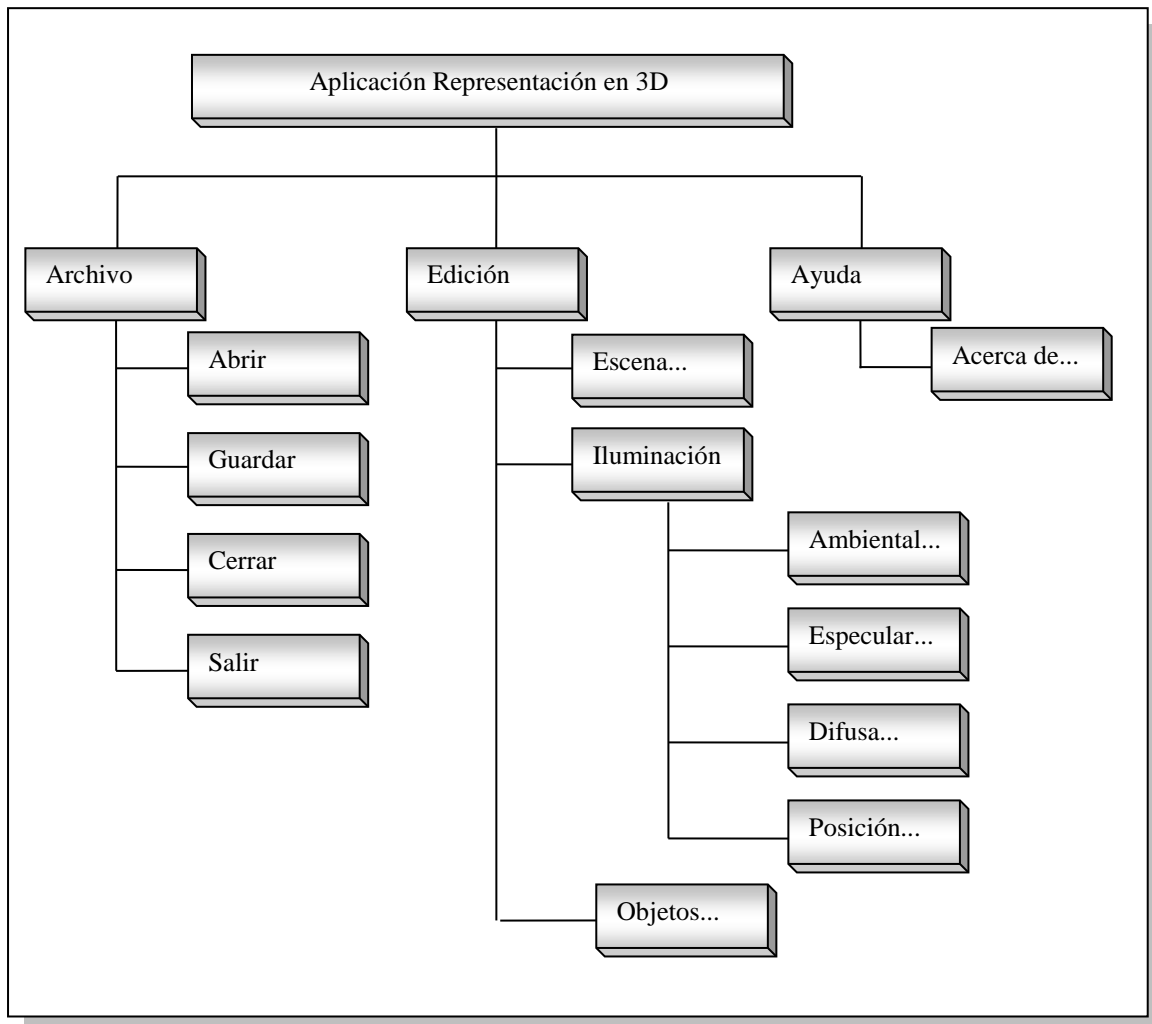 Aplicación Representación en 3D
Archivo
Abrir
Guardar
Cerrar
Salir
Edición
Escena...
Iluminación
Ambiental...
Especular...
Difusa...
Posición...
Objetos...
Ayuda
Acerca de...